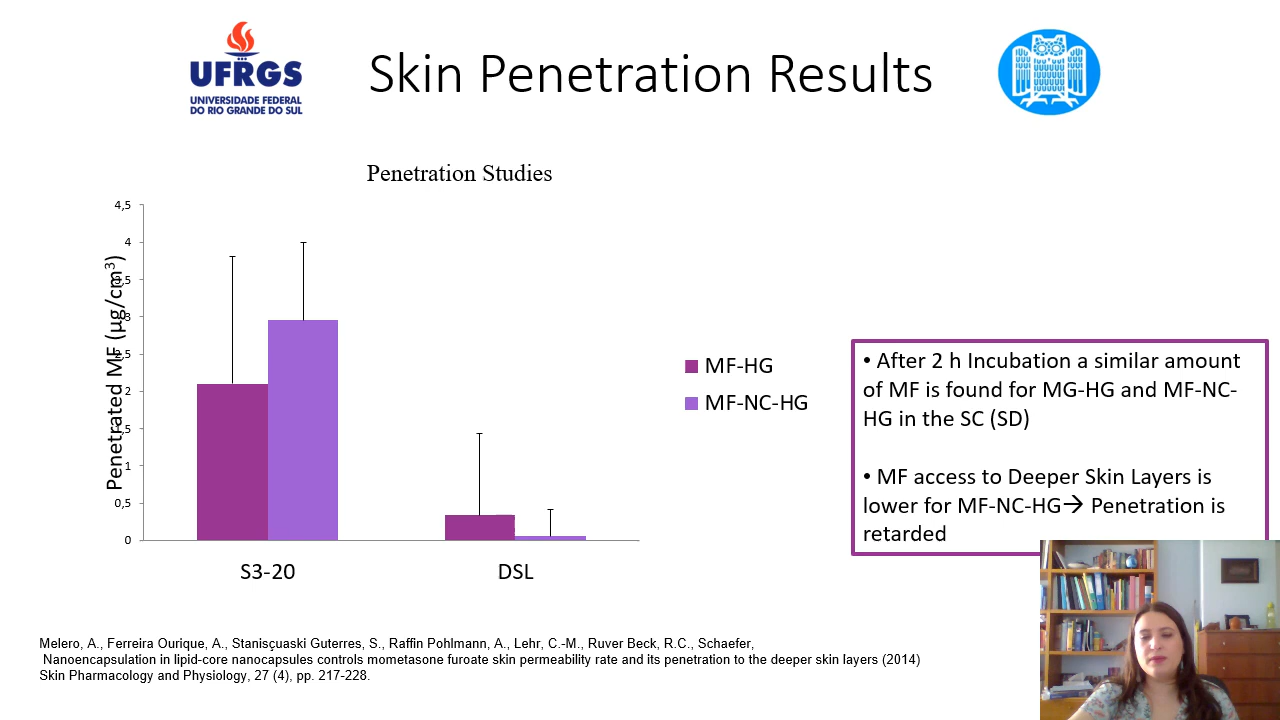 UFRGS
UNIVERSIDADE FEDERAL
DO RIO GRANDE DO SUL
Skin Penetration Results
Penetration Studies
Penetrated MF (µg/cm³)
4,5
4
3,5
3
2,5
2
1,5
1
0,5
0
S3-20
DSL
MF-HG
MF-NC-HG
• After 2 h Incubation a similar amount
of MF is found for MG-HG and MF-NC-
HG in the SC (SD)
• MF access to Deeper Skin Layers is
lower for MF-NC-HG→ Penetration is
retarded
Melero, A., Ferreira Ourique, A., Stanisçuaski Guterres, S., Raffin Pohlmann, A., Lehr, C.-M., Ruver Beck, R.C., Schaefer,
Nanoencapsulation in lipid-core nanocapsules controls mometasone furoate skin permeability rate and its penetration to the deeper skin layers (2014)
Skin Pharmacology and Physiology, 27 (4), pp. 217-228.